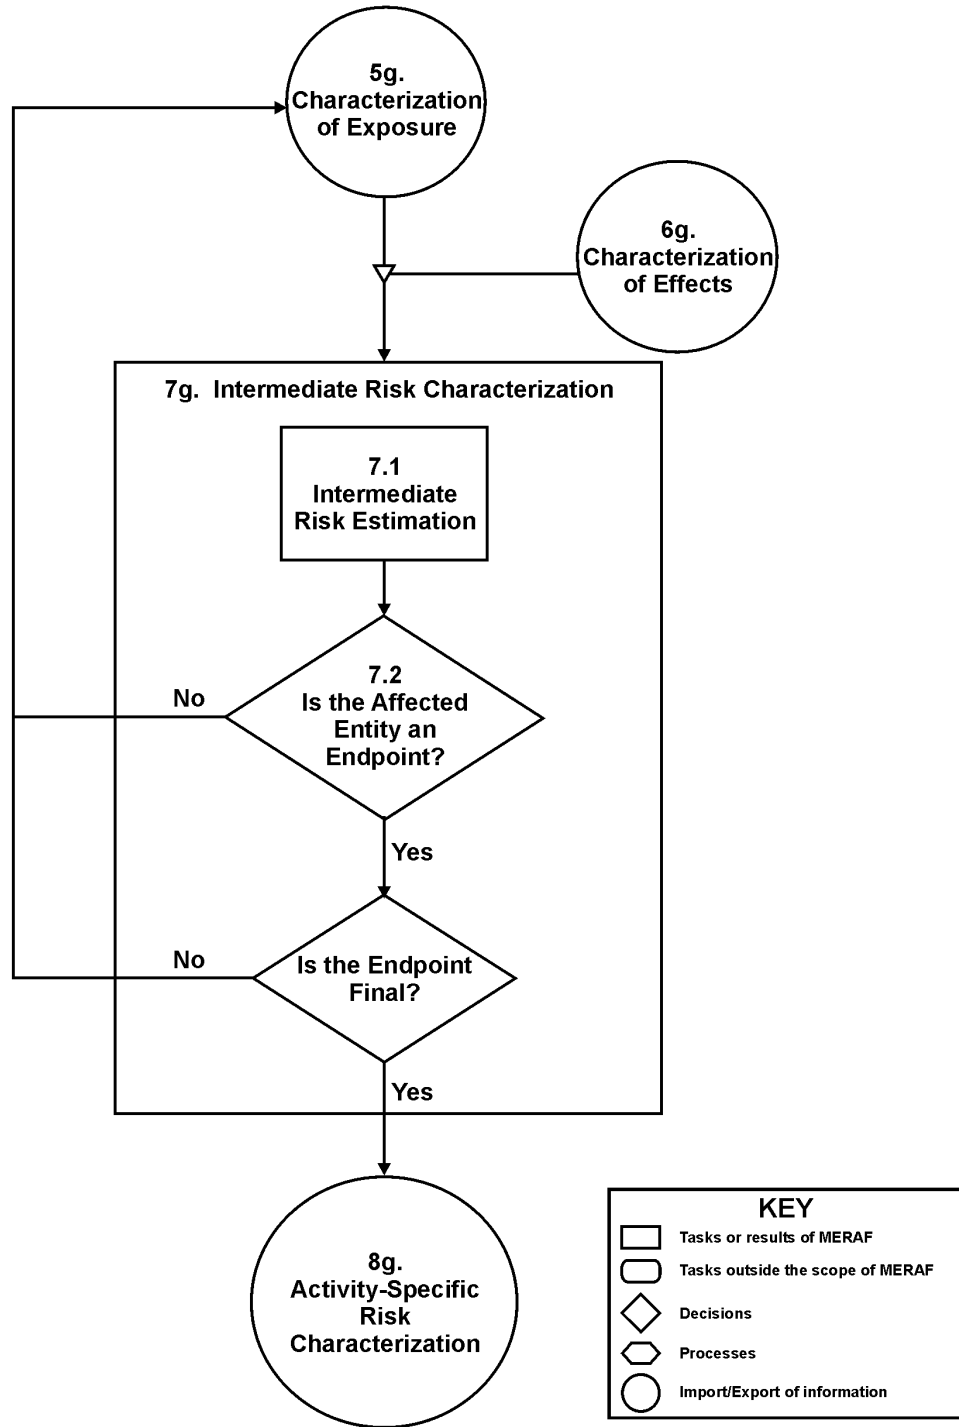 5g.
Characterization
of Exposure
6g.
Characterization
of Effects
7g. Intermediate Risk Characterization
7.1
Intermediate
Risk Estimation
7.2
Is the Affected
Entity an
Endpoint?
No
Yes
Is the Endpoint
Final?
No
Yes
8g.
Activity-Specific
Risk
Characterization
KEY
Tasks or results of MERAF
Tasks outside the scope of MERAF
Decisions
Processes
Import/Export of information